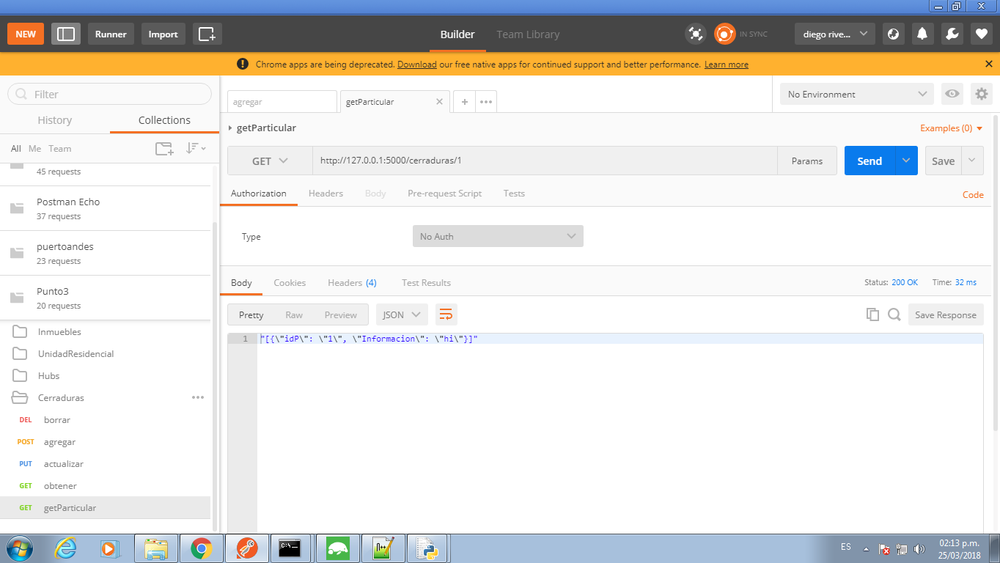 NEW
Runner
Import
Builder
Team Library
IN SYNC
diego rive...
Chrome apps are being deprecated. Download our free native apps for continued support and better performance. Learn more
Filter
History
Collections
All Me Team
45 requests
Postman Echo
37 requests
puertoandes
23 requests
Punto3
20 requests
Inmuebles
UnidadResidencial
Hubs
Cerraduras
DEL borrar
POST agregar
PUT actualizar
GET obtener
GET getParticular
agregar
getParticular
No Environment
getParticular
Examples (0)
GET
http://127.0.0.1:5000/cerraduras/1
Params
Send
Save
Authorization
Headers
Body
Pre-request Script
Tests
Code
Type
No Auth
Body
Cookies
Headers (4)
Test Results
Status: 200 OK
Time: 32 ms
Pretty
Raw
Preview
JSON
Save Response
1 "[{\"idP\": \"1\", \"Informacion\": \"hi\"}]"
C:\.
N++
ES
02:13 p.m.
25/03/2018